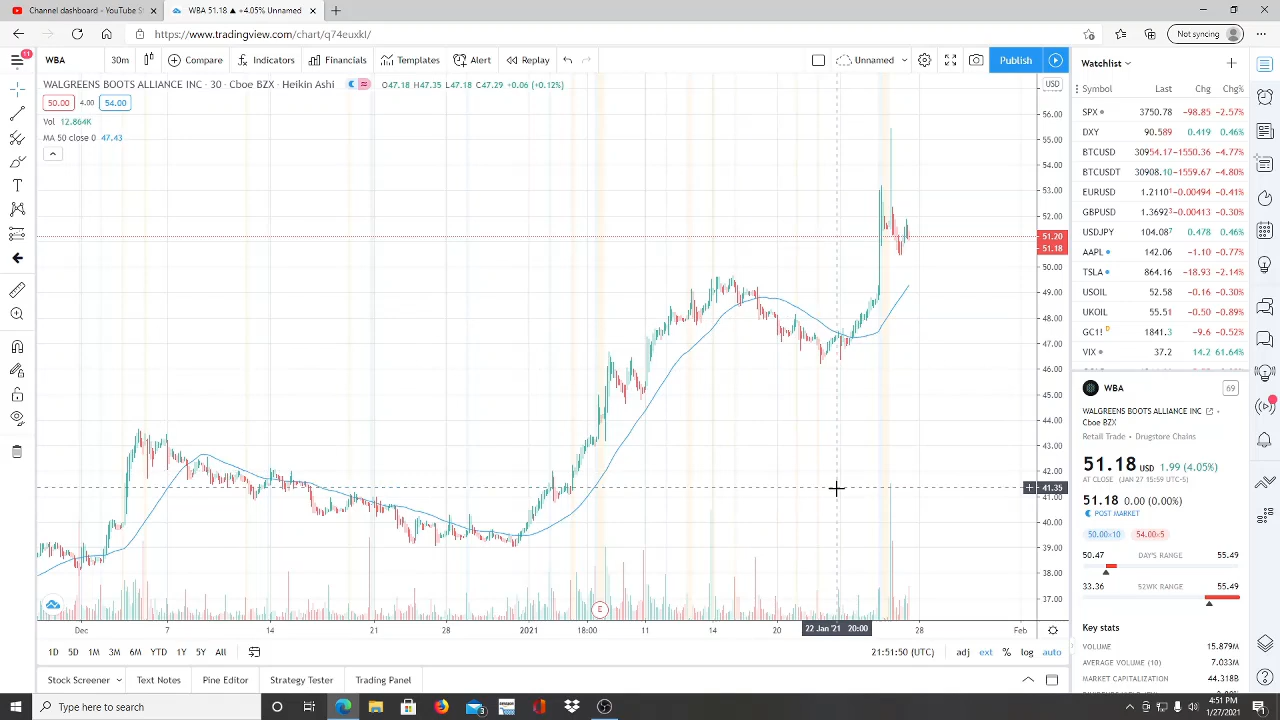 Channel dashboard - YouTube S
WBA 51.18 ▲ +4.05% Unnamed
https://www.tradingview.com/chart/q74euxkl/
Not syncing
11
WBA
30m
Compare
Indicators
Financials
Templates
Alert
Replay
Unnamed
Publish
WALGREENS BOOTS ALLIANCE INC · 30 · Cboe BZX · Heikin Ashi
O47.18 H47.35 L47.18 C47.29 +0.06 (+0.12%)
50.00 4.00 54.00
Vol 12.864K
MA 50 close 0 47.43
USD
56.00
55.00
54.00
53.00
52.00
51.20
51.18
50.00
49.00
48.00
47.00
46.00
45.00
44.00
43.00
42.00
41.35
41.00
40.00
39.00
38.00
37.00
E
Dec 7 14 21 28 2021 18:00 11 14 20 22 Jan '21 20:00 28 Feb
1D 5D 1M 3M 6M YTD 1Y 5Y All
21:51:50 (UTC) adj ext % log auto
Stock Screener Text Notes Pine Editor Strategy Tester Trading Panel
Watchlist
Symbol Last Chg Chg%
SPX 3750.78 -98.85 -2.57%
DXY 90.589 0.419 0.46%
BTCUSD 30954.17 -1550.36 -4.77%
BTCUSDT 30908.10 -1559.67 -4.80%
EURUSD 1.2110 -0.00494 -0.41%
GBPUSD 1.3692 -0.00413 -0.30%
USDJPY 104.087 0.478 0.46%
AAPL 142.06 -1.10 -0.77%
TSLA 864.16 -18.93 -2.14%
USOIL 52.58 -0.16 -0.30%
UKOIL 55.51 -0.50 -0.89%
GC1! D 1841.3 -9.6 -0.52%
VIX 37.2 14.2 61.64%
WBA
69
WALGREENS BOOTS ALLIANCE INC
Cboe BZX
Retail Trade • Drugstore Chains
51.18 USD 1.99 (4.05%)
AT CLOSE (JAN 27 15:59 UTC-5)
51.18 0.00 (0.00%)
POST MARKET
50.00×10 54.00×5
50.47 DAY'S RANGE 55.49
33.36 52WK RANGE 55.49
Key stats
VOLUME 15.879M
AVERAGE VOLUME (10) 7.033M
MARKET CAPITALIZATION 44.318B
Type here to search
4:51 PM
1/27/2021